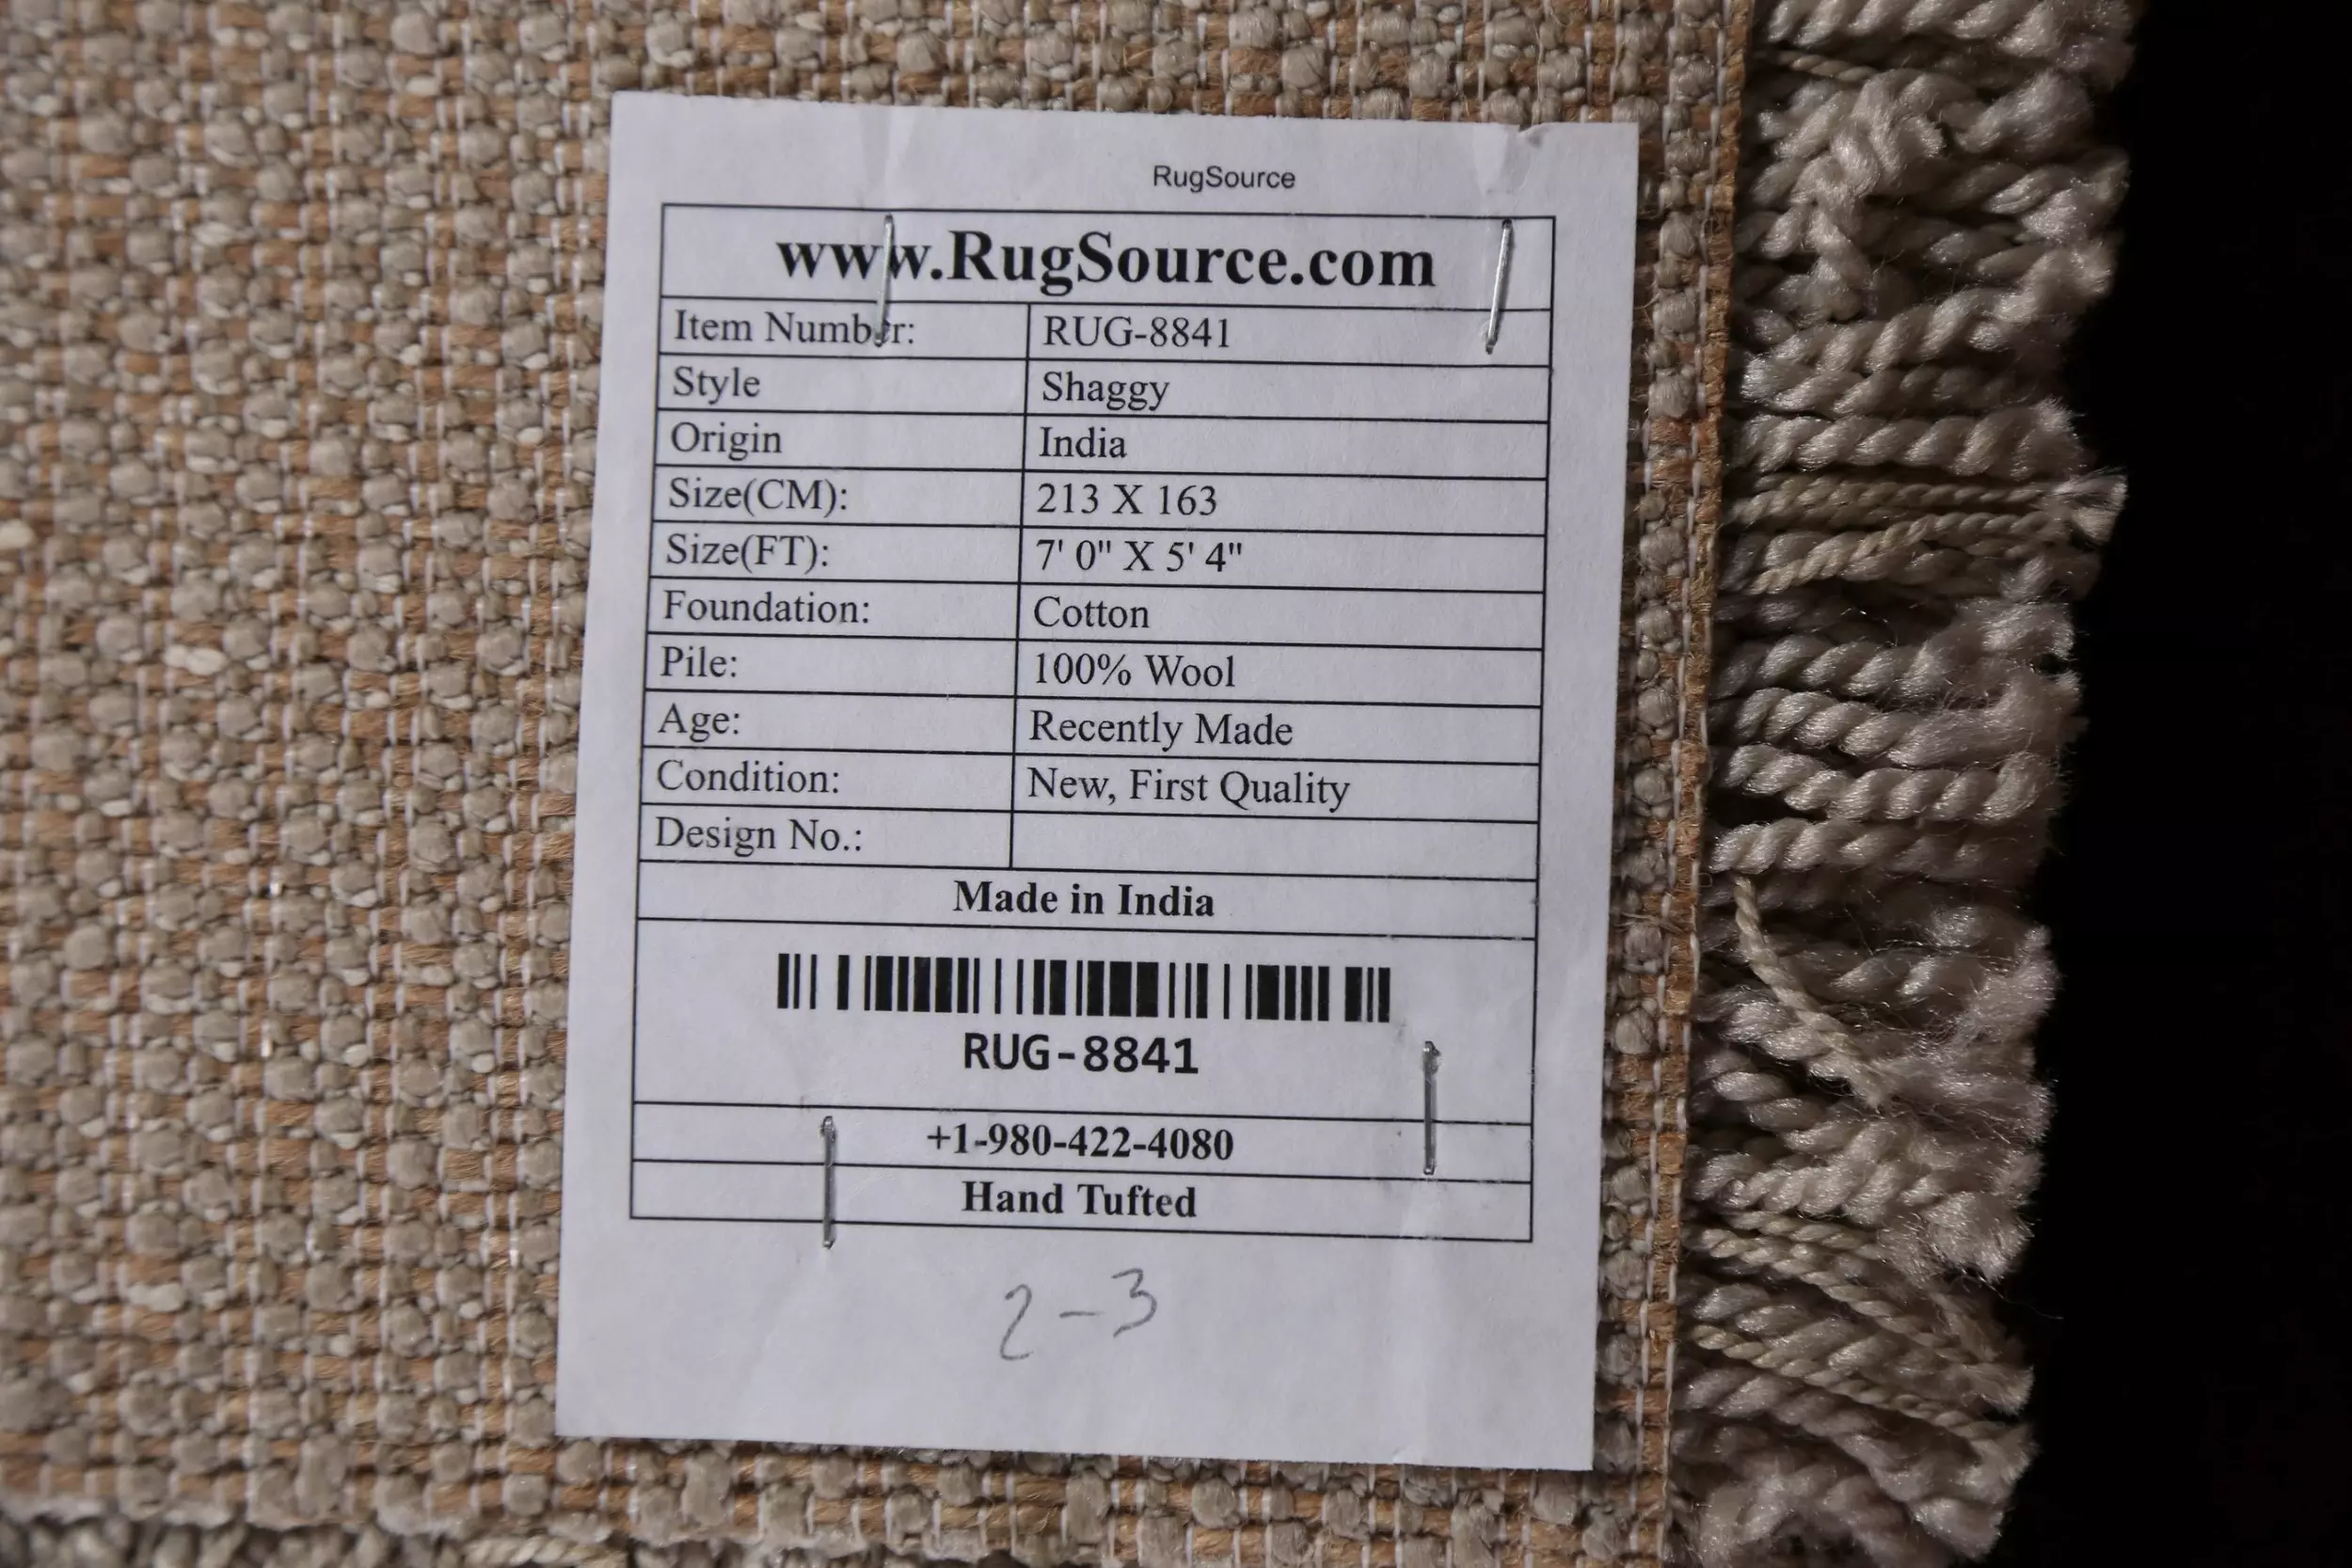 RugSource
www.RugSource.com
Item Number: RUG-8841
Style Shaggy
Origin India
Size(CM): 213 X 163
Size(FT): 7' 0" X 5' 4"
Foundation: Cotton
Pile: 100% Wool
Age: Recently Made
Condition: New, First Quality
Design No.:
Made in India
RUG-8841
+1-980-422-4080
Hand Tufted
2-3